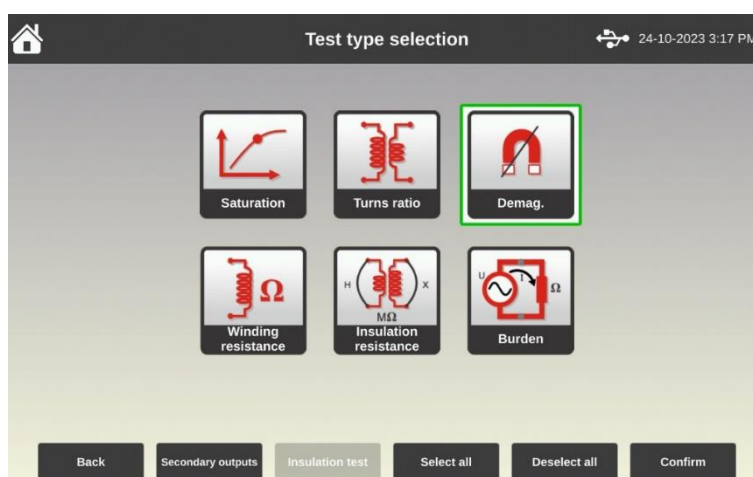 Test type selection
24-10-2023 3:17 PM
Saturation
Turns ratio
Demag.
Ω
H
X
MΩ
U
I
Ω
Winding
resistance
Insulation
resistance
Burden
Back
Secondary outputs
Insulation test
Select all
Deselect all
Confirm